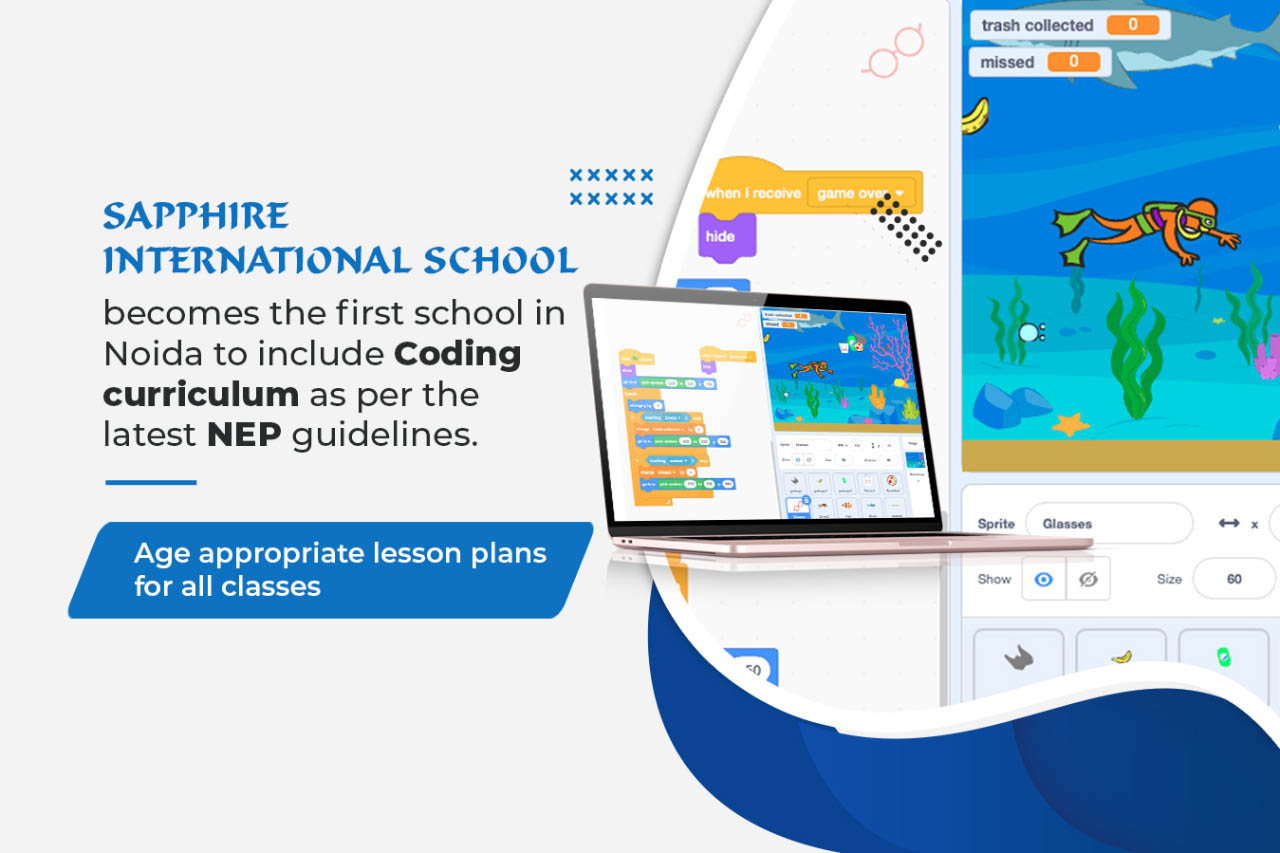 SAPPHIRE
INTERNATIONAL SCHOOL
becomes the first school in
Noida to include Coding
curriculum as per the
latest NEP guidelines.
Age appropriate lesson plans
for all classes
when I receive game over
hide
50
trash collected 0
missed 0
Sprite Glasses x
Show Size 60